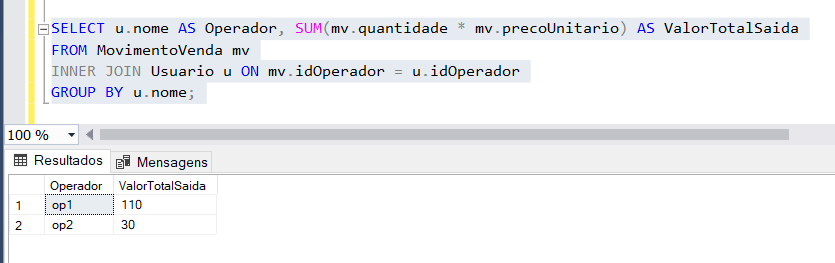 SELECT u.nome AS Operador, SUM(mv.quantidade * mv.precoUnitario) AS ValorTotalSaida
FROM MovimentoVenda mv
INNER JOIN Usuario u ON mv.idOperador = u.idOperador
GROUP BY u.nome;
100 %
Resultados Mensagens
Operador ValorTotalSaida
1 op1 110
2 op2 30